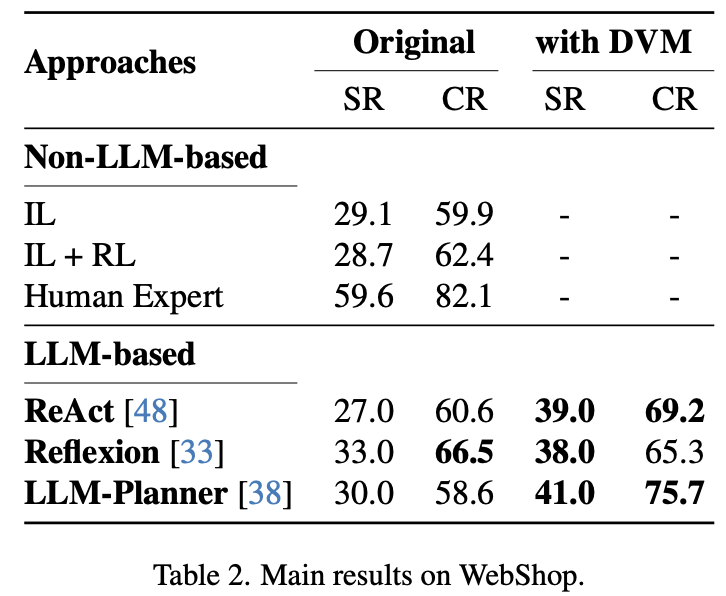 Approaches Original with DVM
SR CR SR CR
Non-LLM-based
IL 29.1 59.9 - -
IL + RL 28.7 62.4 - -
Human Expert 59.6 82.1 - -
LLM-based
ReAct [48] 27.0 60.6 39.0 69.2
Reflexion [33] 33.0 66.5 38.0 65.3
LLM-Planner [38] 30.0 58.6 41.0 75.7
Table 2. Main results on WebShop.